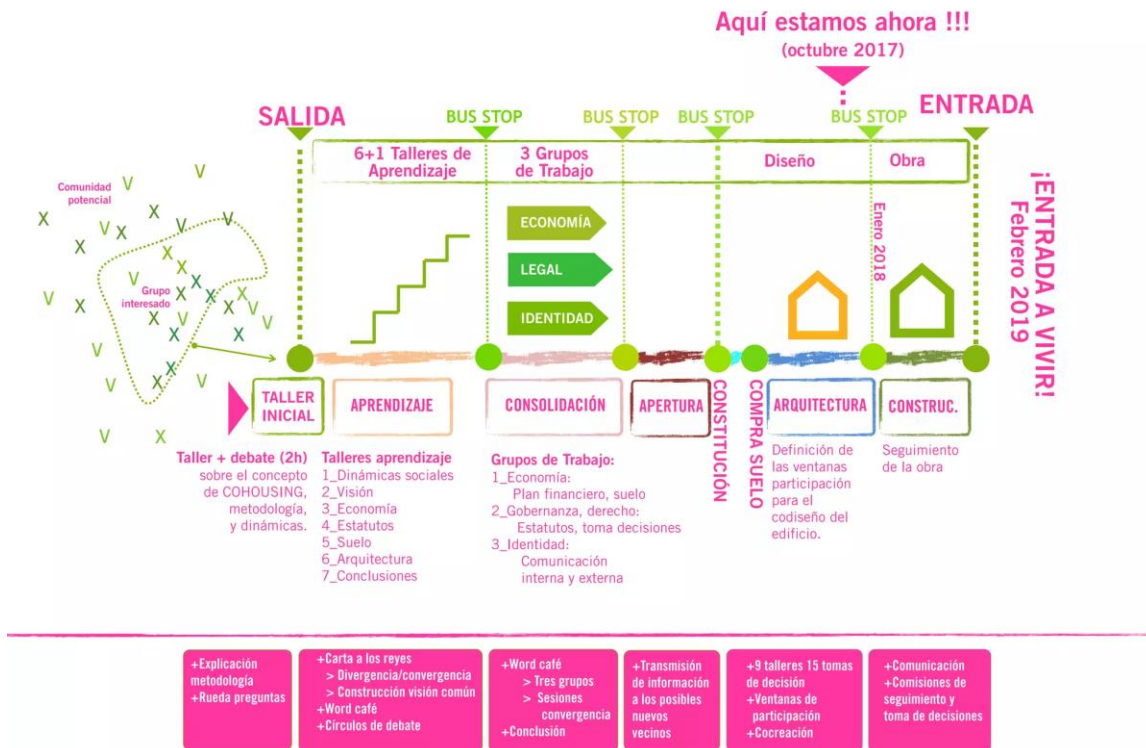 Aquí estamos ahora !!!
(octubre 2017)
SALIDA
BUS STOP
BUS STOP
BUS STOP
BUS STOP
ENTRADA
6+1 Talleres de
Aprendizaje
3 Grupos
de Trabajo
Diseño
Obra
Comunidad
potencial
Grupo
interesado
V
V
V
X
V
X
X
X
X
V
V
X
V
X
X
V
X
X
X
V
X
X
X
V
X
X
X
V
V
X
X
V
V
V
ECONOMÍA
LEGAL
IDENTIDAD
Enero 2018
¡ENTRADA A VIVIR!
Febrero 2019
TALLER
INICIAL
APRENDIZAJE
CONSOLIDACIÓN
APERTURA
CONSTITUCIÓN
COMPRA SUELO
ARQUITECTURA
CONSTRUC.
Taller + debate (2h)
sobre el concepto
de COHOUSING,
metodología,
y dinámicas.
Talleres aprendizaje
1_Dinámicas sociales
2_Visión
3_Economía
4_Estatutos
5_Suelo
6_Arquitectura
7_Conclusiones
Grupos de Trabajo:
1_Economía:
Plan financiero, suelo
2_Gobernanza, derecho:
Estatutos, toma decisiones
3_Identidad:
Comunicación
interna y externa
Definición de
las ventanas
participación
para el
codiseño del
edificio.
Seguimiento
de la obra
+Explicación
metodología
+Rueda preguntas
+Carta a los reyes
> Divergencia/convergencia
> Construcción visión común
+Word café
+Círculos de debate
+Word café
> Tres grupos
> Sesiones
convergencia
+Conclusión
+Transmisión
de información
a los posibles
nuevos
vecinos
+9 talleres 15 tomas
de decisión
+Ventanas de
participación
+Cocreación
+Comunicación
+Comisiones de
seguimiento y
toma de decisiones